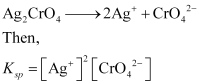 Ag₂CrO₄ ⟶ 2Ag⁺ + CrO₄²⁻
Then,
Kₛₚ = [Ag⁺]²[CrO₄²⁻]